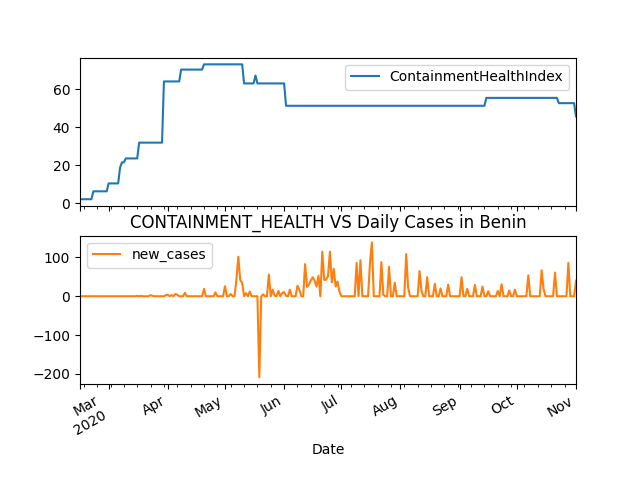 60
40
20
0
ContainmentHealthIndex
CONTAINMENT_HEALTH VS Daily Cases in Benin
100
0
−100
−200
new_cases
Mar
2020
Apr
May
Jun
Jul
Aug
Sep
Oct
Nov
Date